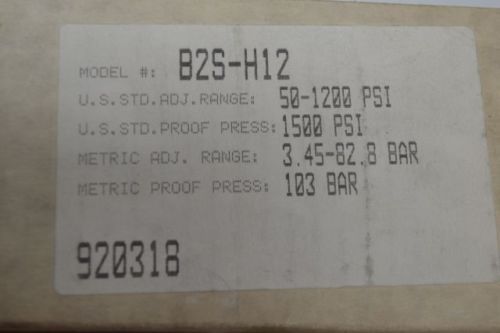 MODEL #: B2S-H12
U.S.STD.ADJ.RANGE: 50-1200 PSI
U.S.STD.PROOF PRESS: 1500 PSI
METRIC ADJ. RANGE: 3.45-82.8 BAR
METRIC PROOF PRESS: 103 BAR
920318